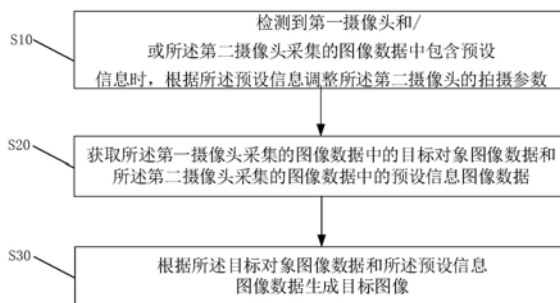 S10
检测到第一摄像头和/
或所述第二摄像头采集的图像数据中包含预设
信息时，根据所述预设信息调整所述第二摄像头的拍摄参数
S20
获取所述第一摄像头采集的图像数据中的目标对象图像数据和
所述第二摄像头采集的图像数据中的预设信息图像数据
S30
根据所述目标对象图像数据和所述预设信息
图像数据生成目标图像